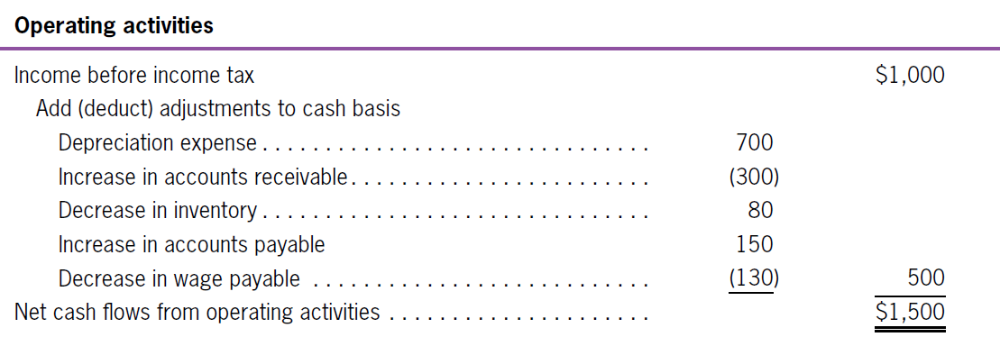 Operating activities
Income before income tax $1,000
Add (deduct) adjustments to cash basis
Depreciation expense . . . . . . . . . . . . . . . . . . . . . . . . . . . . . . . 700
Increase in accounts receivable. . . . . . . . . . . . . . . . . . . . . . . . (300)
Decrease in inventory . . . . . . . . . . . . . . . . . . . . . . . . . . . . . . . 80
Increase in accounts payable 150
Decrease in wage payable . . . . . . . . . . . . . . . . . . . . . . . . . . . (130) 500
Net cash flows from operating activities . . . . . . . . . . . . . . . . . . . . . $1,500